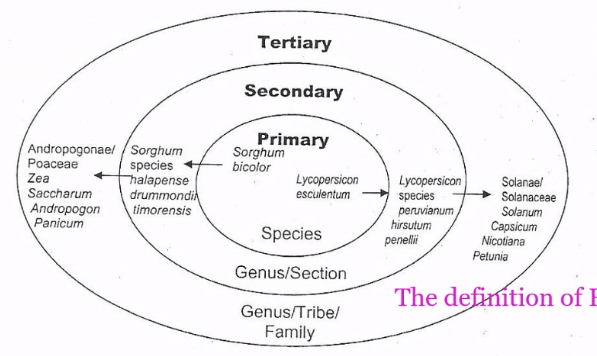 Tertiary
Secondary
Primary
Andropogonae/
Poaceae
Zea
Saccharum
Andropogon
Panicum
Sorghum
species
halapense
drummondii
timorensis
Sorghum
bicolor
Lycopersicon
esculentum
Lycopersicon
species
peruvianum
hirsutum
penellii
Solanae/
Solanaceae
Solanum
Capsicum
Nicotiana
Petunia
Species
Genus/Section
Genus/Tribe/
Family
The definition of